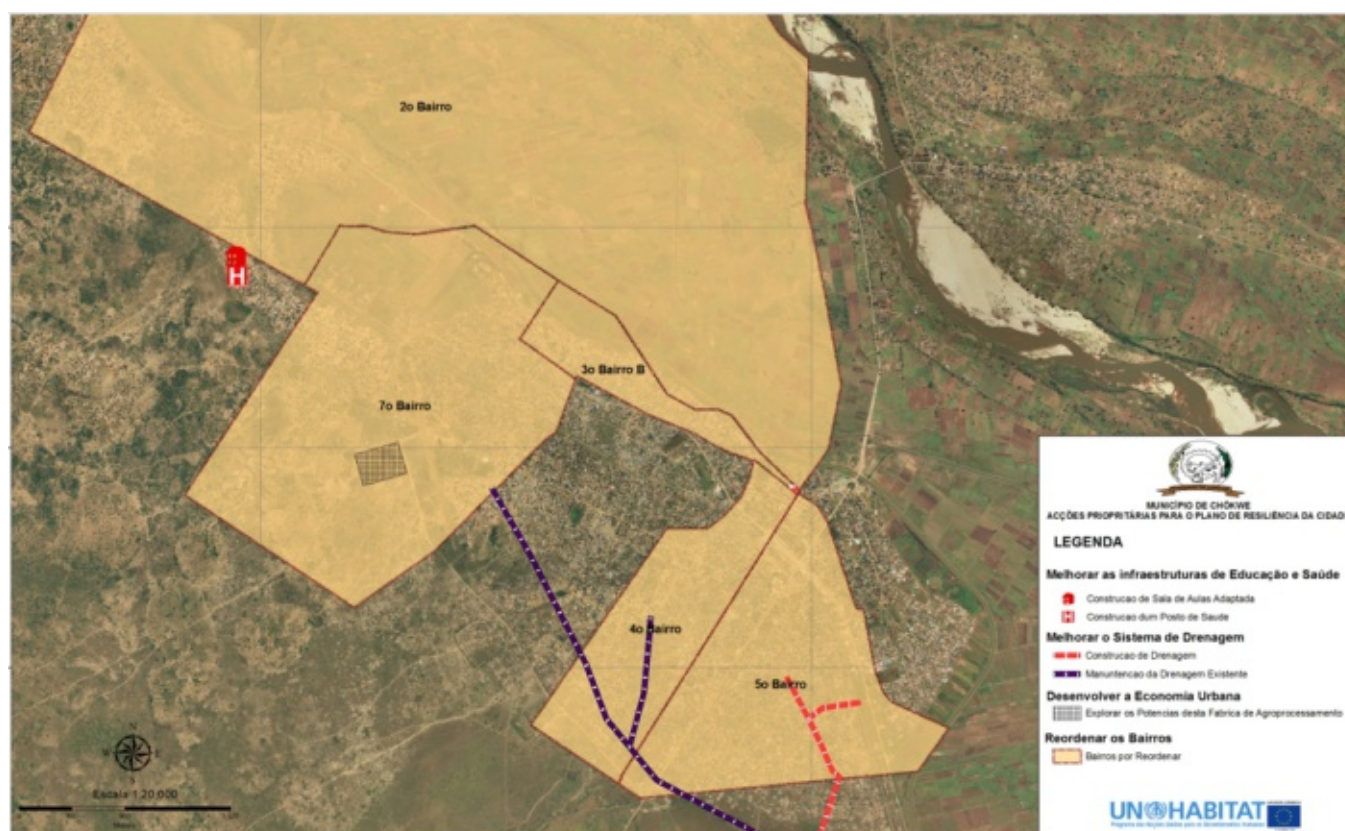 2o Bairro
3o Bairro B
7o Bairro
4o Bairro
5o Bairro
H
N
W
E
Escala 1:20,000
MUNICÍPIO DE CHÓKWE
ACÇÕES PRIOPRITÁRIAS PARA O PLANO DE RESILIÊNCIA DA CIDAD
LEGENDA
Melhorar as infraestruturas de Educação e Saúde
Construcao de Sala de Aulas Adaptada
H Construcao dum Posto de Saude
Melhorar o Sistema de Drenagem
Construcao de Drenagem
Manuntencao da Drenagem Existente
Desenvolver a Economia Urbana
Explorar os Potencias desta Fabrica de Agroprocessamento
Reordenar os Bairros
Bairros por Reordenar
UN HABITAT